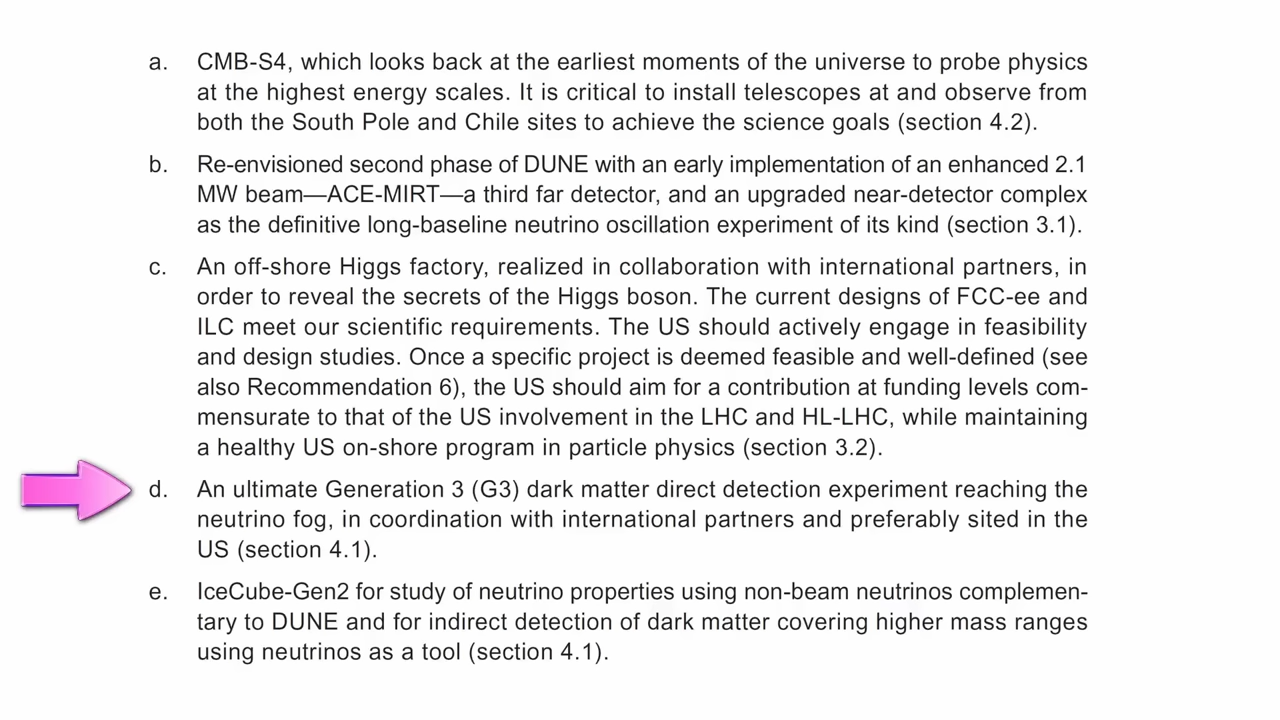 a. CMB-S4, which looks back at the earliest moments of the universe to probe physics
at the highest energy scales. It is critical to install telescopes at and observe from
both the South Pole and Chile sites to achieve the science goals (section 4.2).
b. Re-envisioned second phase of DUNE with an early implementation of an enhanced 2.1
MW beam—ACE-MIRT—a third far detector, and an upgraded near-detector complex
as the definitive long-baseline neutrino oscillation experiment of its kind (section 3.1).
c. An off-shore Higgs factory, realized in collaboration with international partners, in
order to reveal the secrets of the Higgs boson. The current designs of FCC-ee and
ILC meet our scientific requirements. The US should actively engage in feasibility
and design studies. Once a specific project is deemed feasible and well-defined (see
also Recommendation 6), the US should aim for a contribution at funding levels com-
mensurate to that of the US involvement in the LHC and HL-LHC, while maintaining
a healthy US on-shore program in particle physics (section 3.2).
d. An ultimate Generation 3 (G3) dark matter direct detection experiment reaching the
neutrino fog, in coordination with international partners and preferably sited in the
US (section 4.1).
e. IceCube-Gen2 for study of neutrino properties using non-beam neutrinos complemen-
tary to DUNE and for indirect detection of dark matter covering higher mass ranges
using neutrinos as a tool (section 4.1).